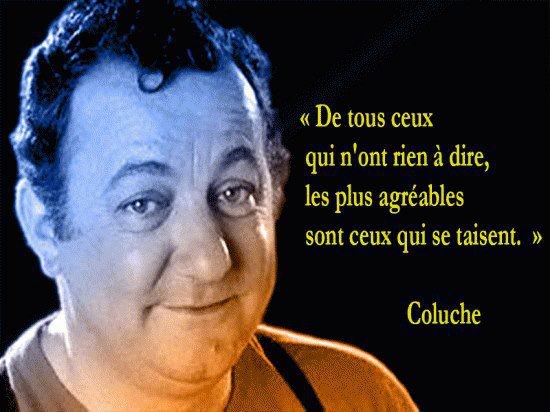 « De tous ceux
qui n'ont rien à dire,
les plus agréables
sont ceux qui se taisent. »
Coluche